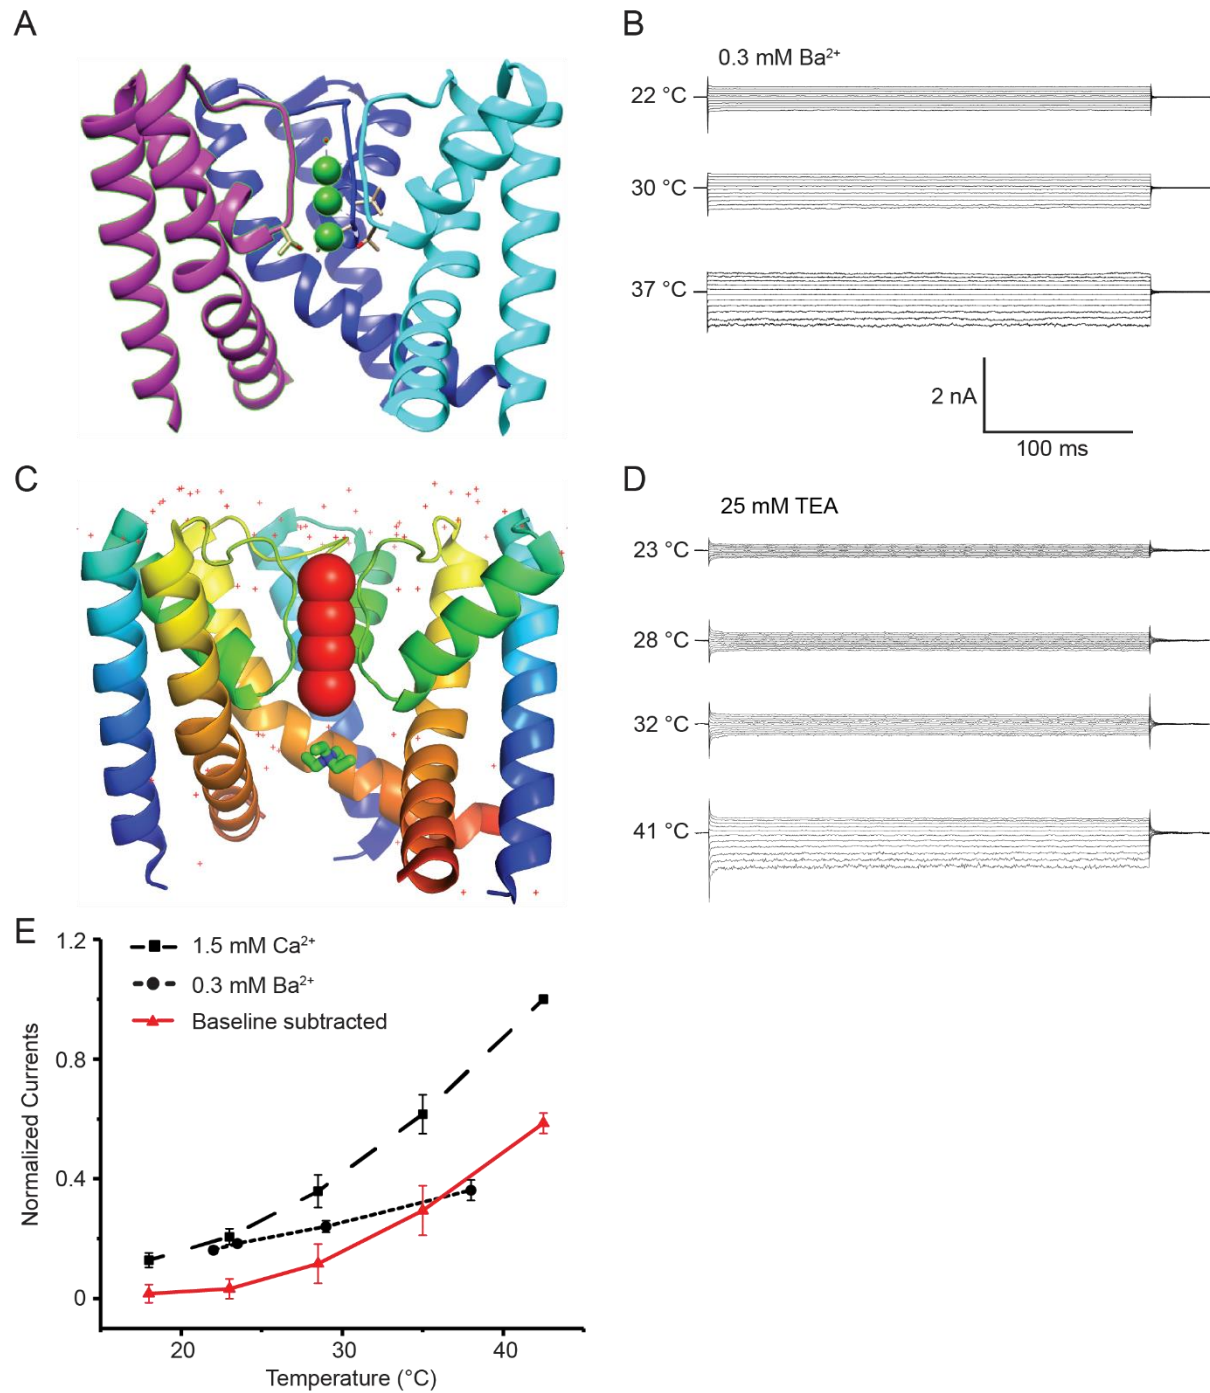 A
B
0.3 mM Ba²⁺
22 °C
30 °C
37 °C
2 nA
100 ms
C
D
25 mM TEA
23 °C
28 °C
32 °C
41 °C
E
1.2
0.8
0.4
0
Normalized Currents
1.5 mM Ca²⁺
0.3 mM Ba²⁺
Baseline subtracted
20
30
40
Temperature (°C)